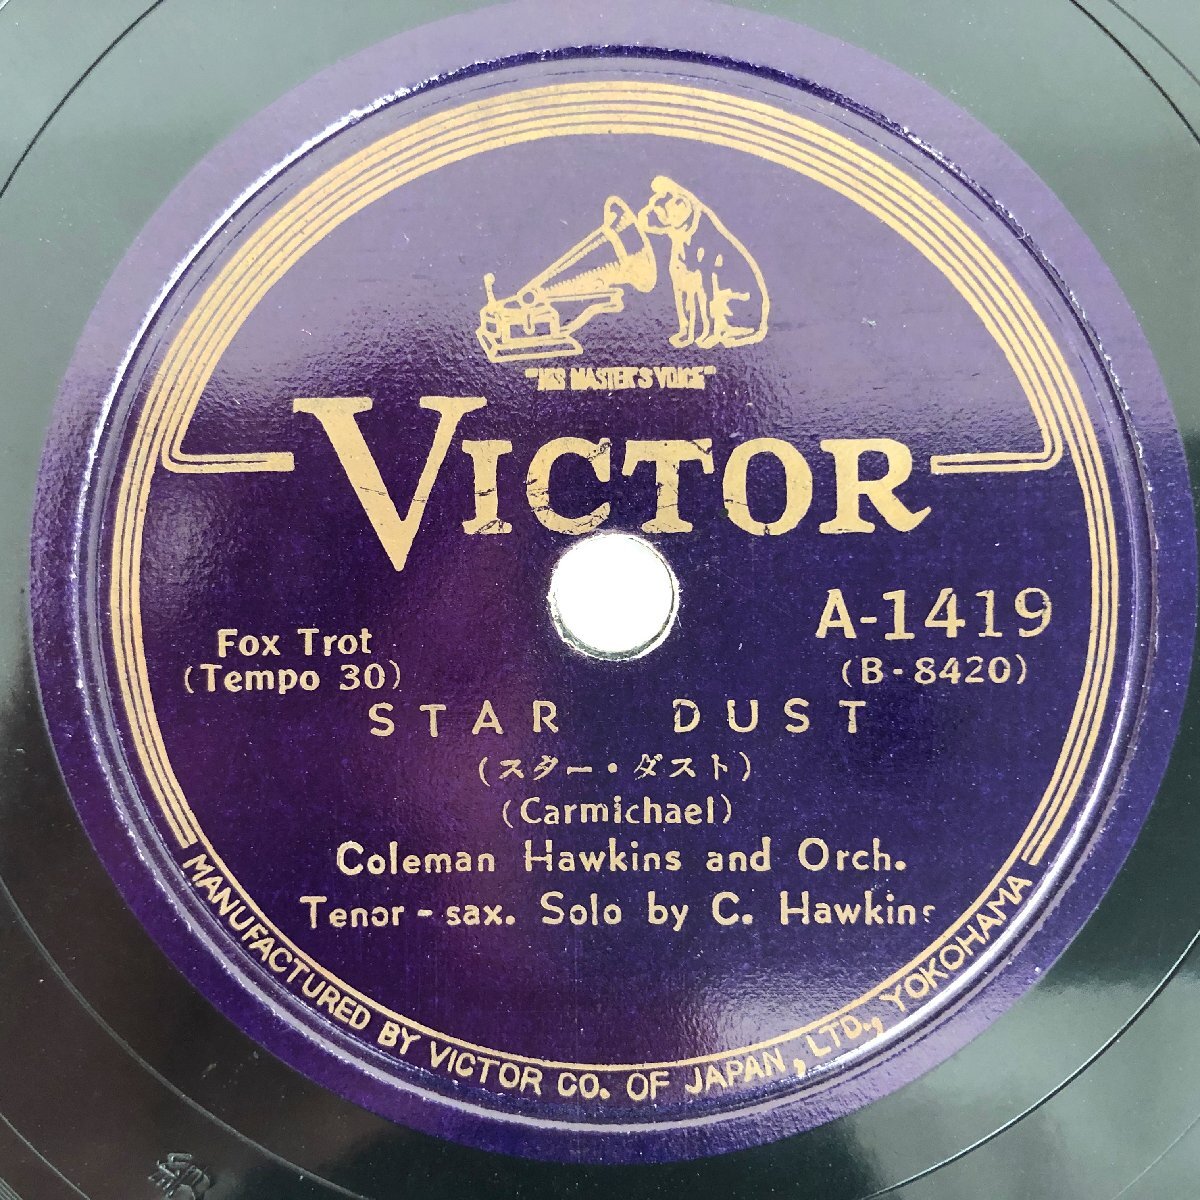 "HIS MASTER'S VOICE"
VICTOR
A-1419
(B-8420)
Fox Trot
(Tempo 30)
STAR DUST
(スター・ダスト)
(Carmichael)
Coleman Hawkins and Orch.
Tenor-sax. Solo by C. Hawkins
MANUFACTURED BY VICTOR CO. OF JAPAN, LTD., YOKOHAMA